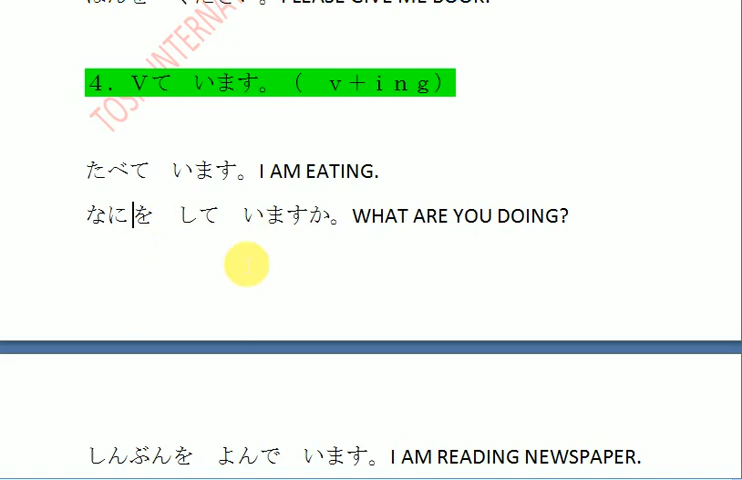 4．Vて　います。（　v＋ing）
たべて　います。I AM EATING.
なにを　して　いますか。WHAT ARE YOU DOING?
しんぶんを　よんで　います。I AM READING NEWSPAPER.